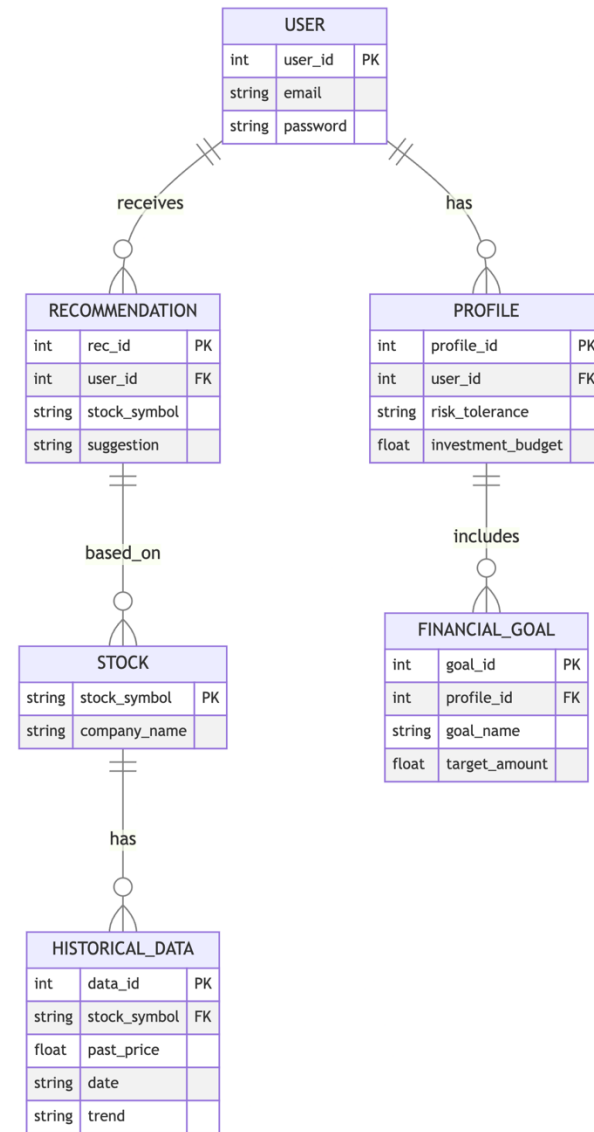 USER
int user_id PK
string email
string password
receives
has
RECOMMENDATION
int rec_id PK
int user_id FK
string stock_symbol
string suggestion
PROFILE
int profile_id PK
int user_id FK
string risk_tolerance
float investment_budget
based_on
includes
STOCK
string stock_symbol PK
string company_name
FINANCIAL_GOAL
int goal_id PK
int profile_id FK
string goal_name
float target_amount
has
HISTORICAL_DATA
int data_id PK
string stock_symbol FK
float past_price
string date
string trend